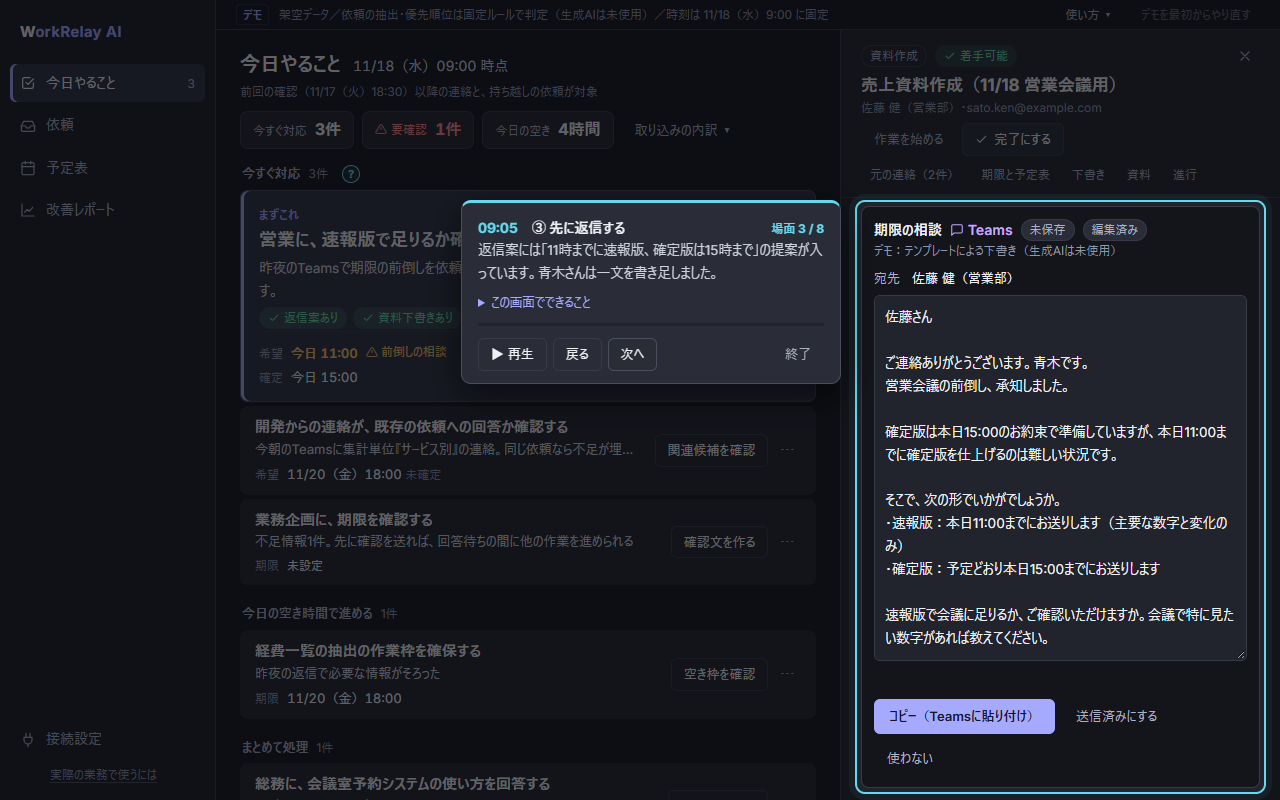 WorkRelay AI
今日やること 3
依頼
予定表
改善レポート
接続設定
実際の業務で使うには
デモ 架空データ／依頼の抽出・優先順位は固定ルールで判定（生成AIは未使用）／時刻は 11/18（水）9:00 に固定
使い方 ▼ デモを最初からやり直す
今日やること 11/18（水）09:00 時点
前回の確認（11/17（火）18:30）以降の連絡と、持ち越しの依頼が対象
今すぐ対応 3件 要確認 1件 今日の空き 4時間 取り込みの内訳 ▼
今すぐ対応 3件 ?
まずこれ
営業に、速報版で足りるか確
昨夜のTeamsで期限の前倒しを依頼
す。
返信案あり 資料下書きあり
希望 今日 11:00 前倒しの相談
確定 今日 15:00
開発からの連絡が、既存の依頼への回答か確認する
今朝のTeamsに集計単位『サービス別』の連絡。同じ依頼なら不足が埋... 関連候補を確認 ...
希望 11/20（金）18:00 未確定
業務企画に、期限を確認する
不足情報1件。先に確認を送れば、回答待ちの間に他の作業を進められる 確認文を作る ...
期限 未設定
今日の空き時間で進める 1件
経費一覧の抽出の作業枠を確保する
昨夜の返信で必要な情報がそろった 空き枠を確認 ...
期限 11/20（金）18:00
まとめて処理 1件
総務に、会議室予約システムの使い方を回答する
09:05 ③ 先に返信する 場面 3 / 8
返信案には「11時までに速報版、確定版は15時まで」の提案が入
っています。青木さんは一文を書き足しました。
▶ この画面でできること
▶ 再生 戻る 次へ 終了
資料作成 着手可能
売上資料作成（11/18 営業会議用）
佐藤 健（営業部）・sato.ken@example.com
作業を始める 完了にする
元の連絡（2件） 期限と予定表 下書き 資料 進行
期限の相談 Teams 未保存 編集済み
デモ：テンプレートによる下書き（生成AIは未使用）
宛先 佐藤 健（営業部）
佐藤さん
ご連絡ありがとうございます。青木です。
営業会議の前倒し、承知しました。
確定版は本日15:00のお約束で準備していますが、本日11:00ま
でに確定版を仕上げるのは難しい状況です。
そこで、次の形でいかがでしょうか。
・速報版：本日11:00までにお送りします（主要な数字と変化の
み）
・確定版：予定どおり本日15:00までにお送りします
速報版で会議に足りるか、ご確認いただけますか。会議で特に見た
い数字があれば教えてください。
コピー（Teamsに貼り付け） 送信済みにする
使わない